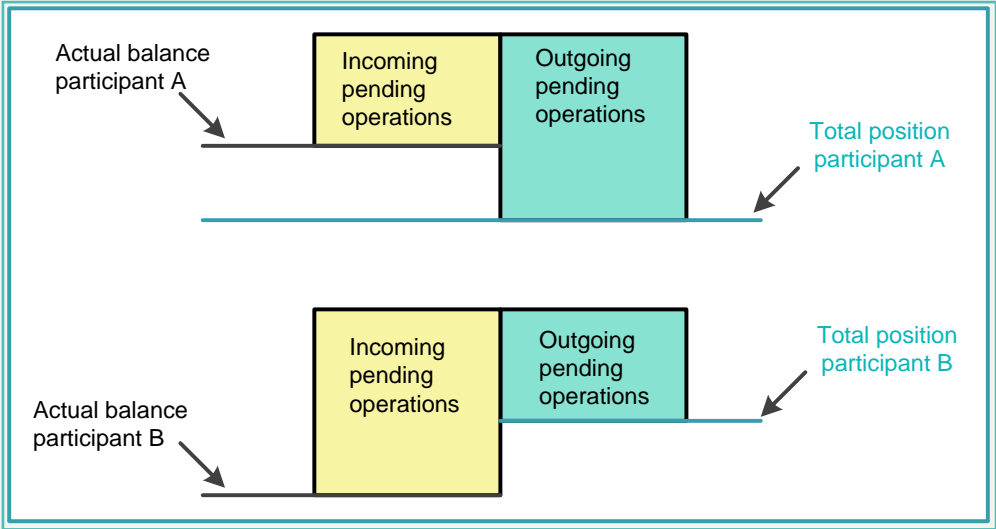 Actual balance
participant A
Incoming
pending
operations
Outgoing
pending
operations
Total position
participant A
Actual balance
participant B
Incoming
pending
operations
Outgoing
pending
operations
Total position
participant B